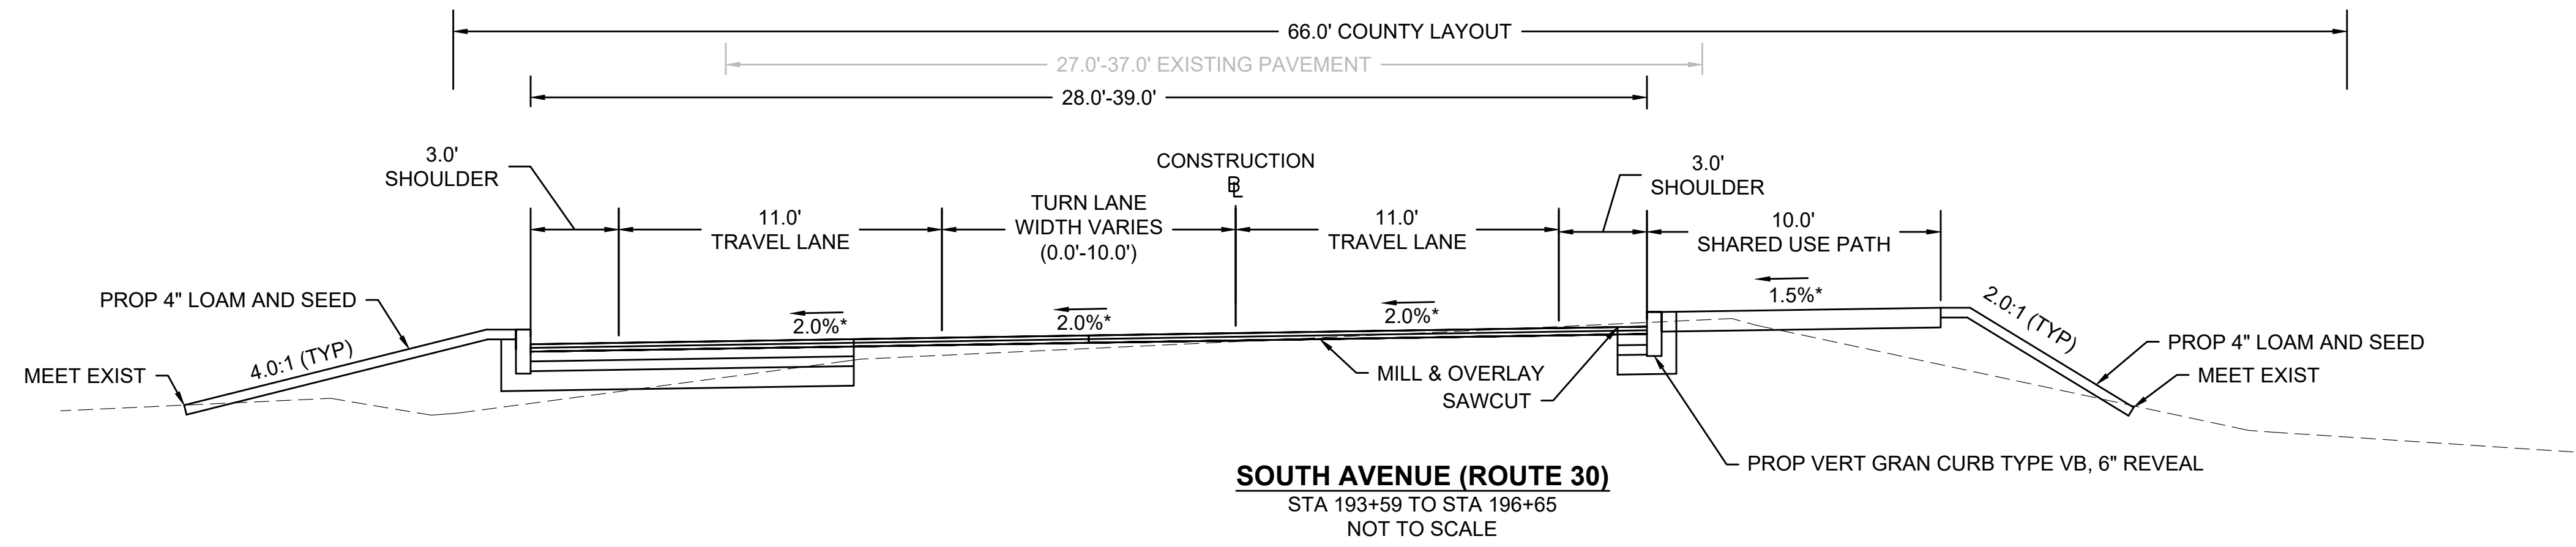 66.0' COUNTY LAYOUT
27.0'-37.0' EXISTING PAVEMENT
28.0'-39.0'
3.0'
SHOULDER
11.0'
TRAVEL LANE
TURN LANE
WIDTH VARIES
(0.0'-10.0')
CONSTRUCTION
BL
11.0'
TRAVEL LANE
3.0'
SHOULDER
10.0'
SHARED USE PATH
PROP 4" LOAM AND SEED
4.0:1 (TYP)
MEET EXIST
2.0%*
2.0%*
2.0%*
1.5%*
2.0:1 (TYP)
PROP 4" LOAM AND SEED
MEET EXIST
MILL & OVERLAY
SAWCUT
PROP VERT GRAN CURB TYPE VB, 6" REVEAL
SOUTH AVENUE (ROUTE 30)
STA 193+59 TO STA 196+65
NOT TO SCALE